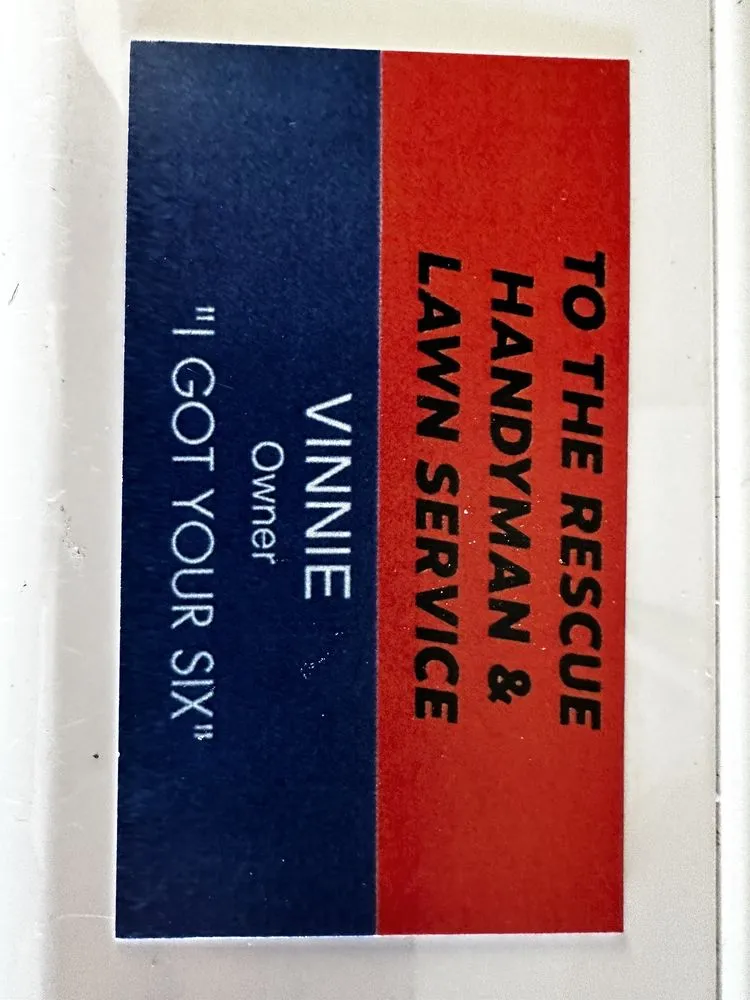 TO THE RESCUE
HANDYMAN &
LAWN SERVICE
VINNIE
Owner
"I GOT YOUR SIX"